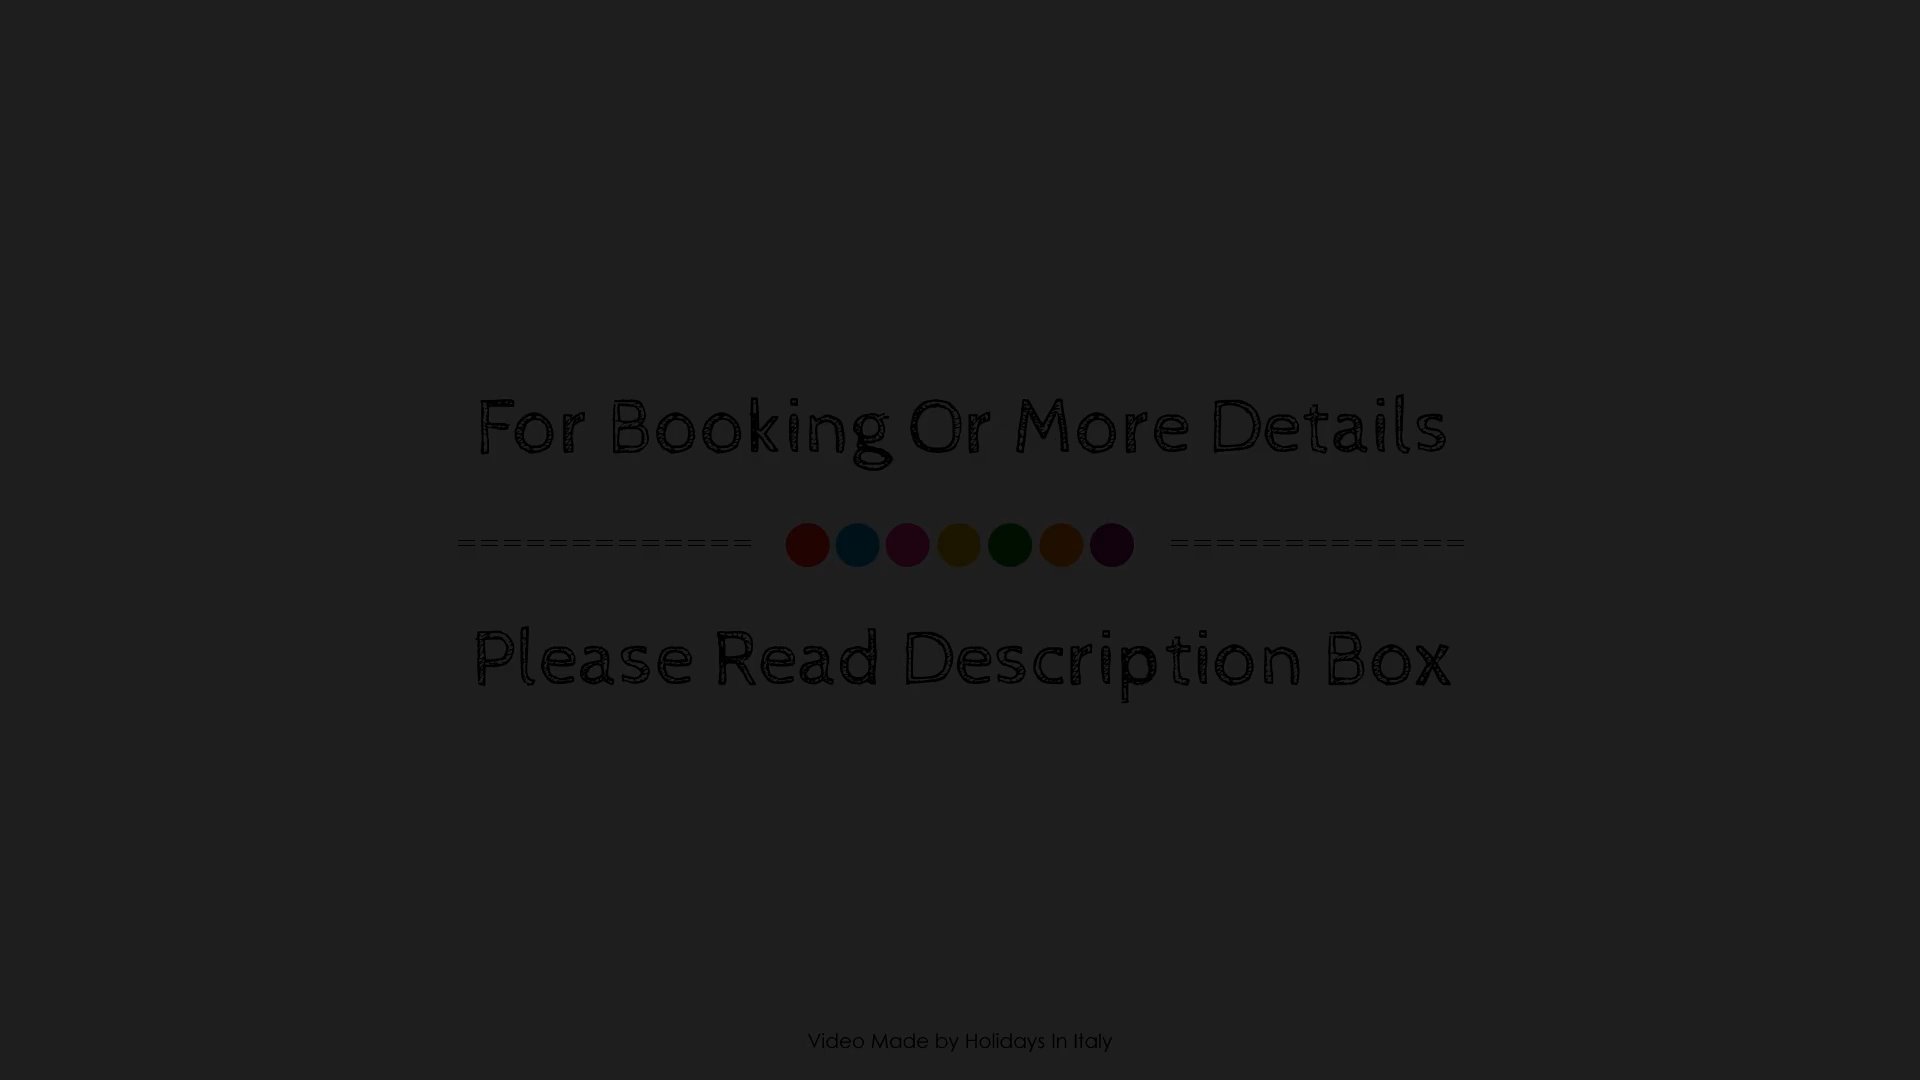 For Booking Or More Details
============= =============
Please Read Description Box
Video Made by Holidays In Italy